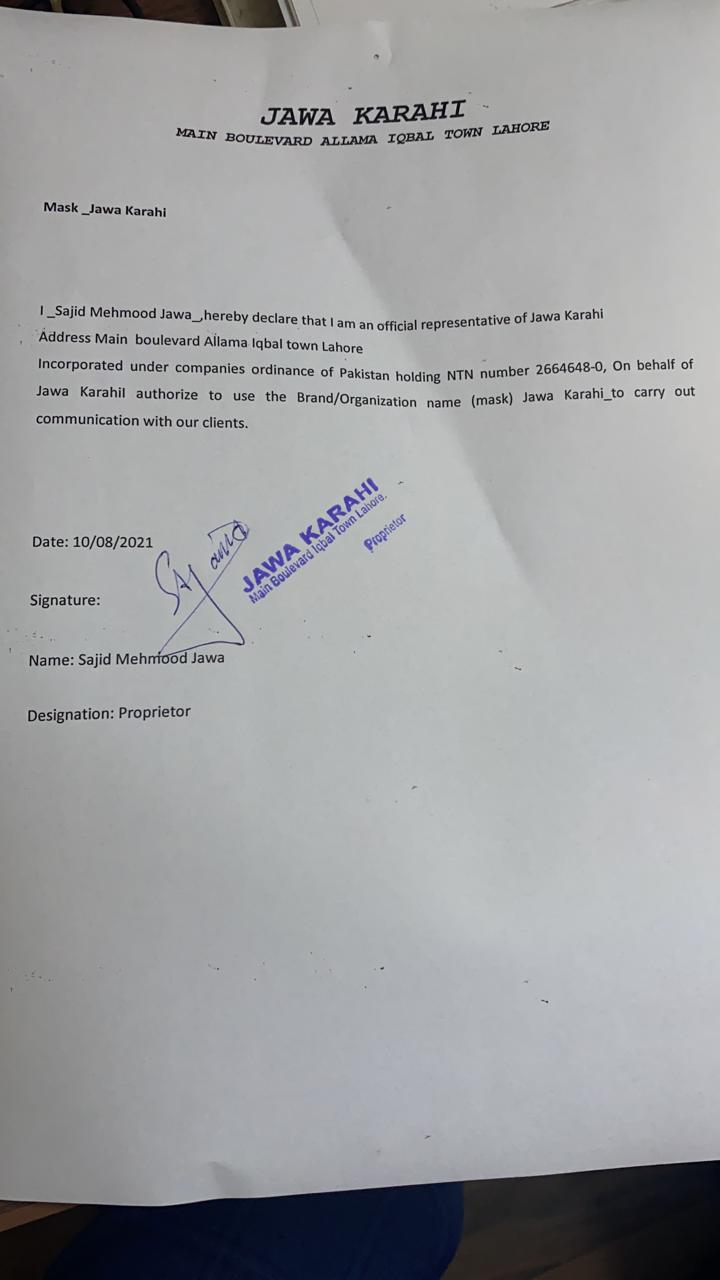 JAWA KARAHI
MAIN BOULEVARD ALLAMA IQBAL TOWN LAHORE
Mask _Jawa Karahi
I _Sajid Mehmood Jawa_,hereby declare that I am an official representative of Jawa Karahi
Address Main boulevard Allama Iqbal town Lahore
Incorporated under companies ordinance of Pakistan holding NTN number 2664648-0, On behalf of
Jawa KarahiI authorize to use the Brand/Organization name (mask) Jawa Karahi_to carry out
communication with our clients.
Date: 10/08/2021
JAWA KARAHI
Main Boulevard Iqbal Town Lahore.
Proprietor
Signature:
Name: Sajid Mehmood Jawa
Designation: Proprietor